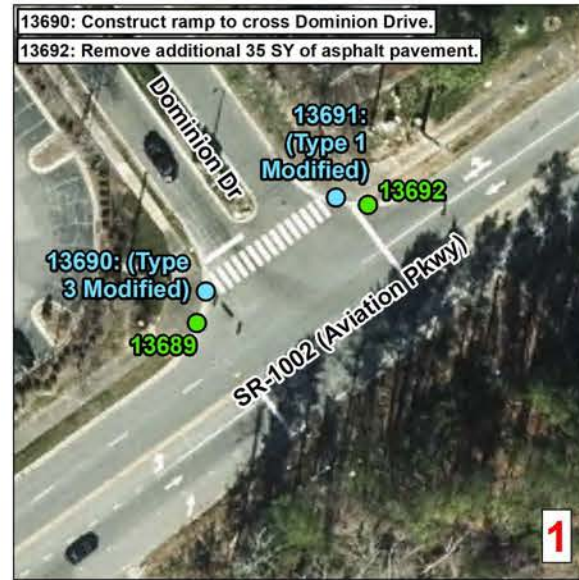 13690: Construct ramp to cross Dominion Drive.
13692: Remove additional 35 SY of asphalt pavement.
Dominion Dr
13691:
(Type 1
Modified)
13692
13690: (Type
3 Modified)
13689
SR-1002 (Aviation Pkwy)
1